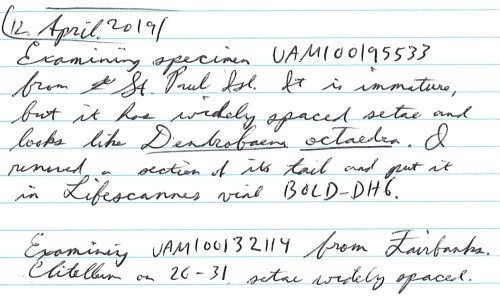 (12. April. 2019/
Examining specimen UAM100195533
from St. Paul Isl. It is immature,
but it has widely spaced setae and
looks like Dendrobaena octaedra. I
removed a section of its tail and put it
in Lifescanner vial BOLD-DH6.
Examining UAM100132114 from Fairbanks.
Clitellum on 26-31, setae widely spaced.